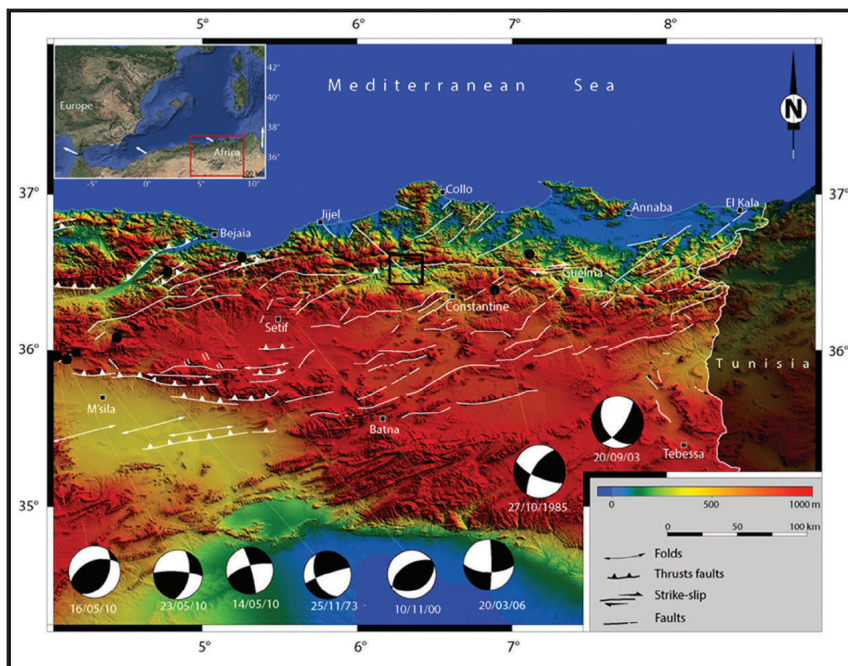 5° 6° 7° 8°
Mediterranean Sea
N
Europe
Africa
42°
40°
38°
36°
-5° 0° 5° 10°
37° 37°
Collo
Jijel
Annaba
El Kala
Bejaia
Guelma
Constantine
Setif
36° 36°
Tunisia
M'sila
Batna
Tebessa
20/09/03
27/10/1985
35°
0 500 1000 m
0 50 100 km
Folds
Thrusts faults
Strike-slip
Faults
16/05/10
23/05/10
14/05/10
25/11/73
10/11/00
20/03/06
5° 6° 7°